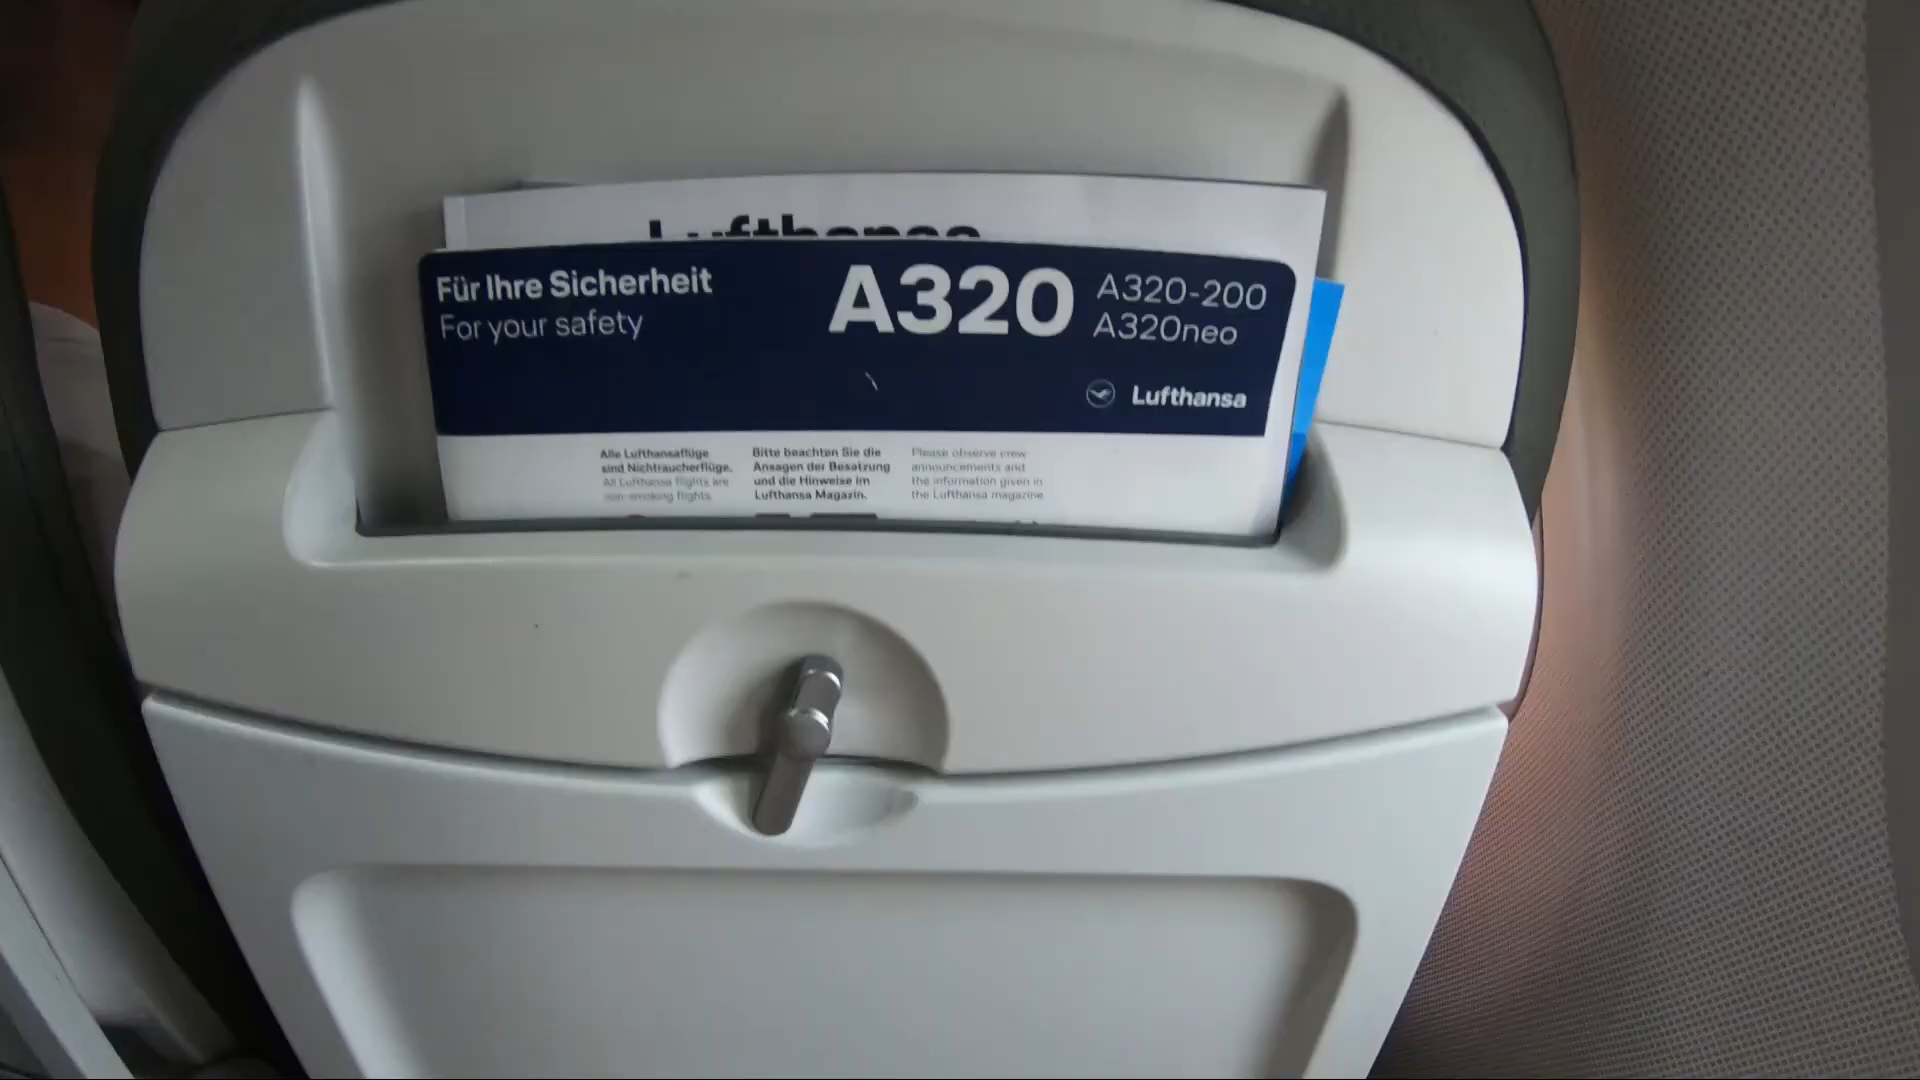 Lufthansa
Für Ihre Sicherheit
For your safety
A320
A320-200
A320neo
Lufthansa
Alle Lufthansaflüge
sind Nichtraucherflüge.
All Lufthansa flights are
non-smoking flights.
Bitte beachten Sie die
Ansagen der Besatzung
und die Hinweise im
Lufthansa Magazin.
Please observe crew
announcements and
the information given in
the Lufthansa magazine